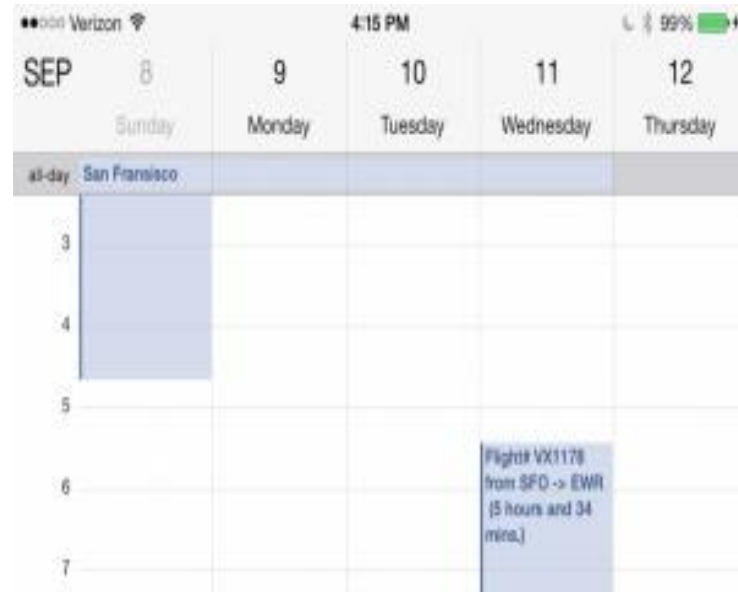 Verizon 4:15 PM 99%
SEP 8 9 10 11 12
Sunday Monday Tuesday Wednesday Thursday
all-day San Fransisco
3
4
5
Flight# VX1178
6 from SFO -> EWR
(5 hours and 34
mins.)
7